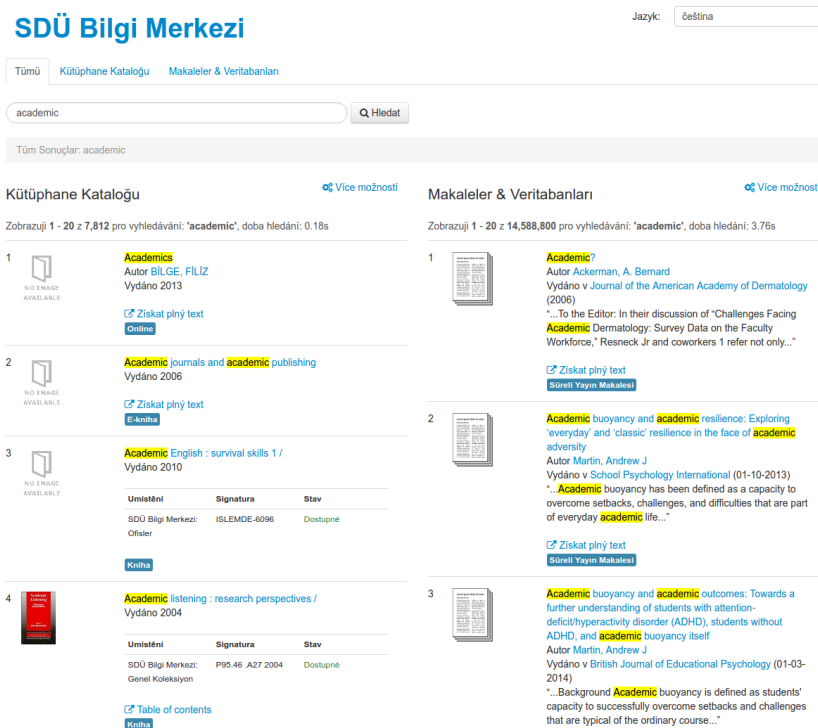 SDÜ Bilgi Merkezi
Jazyk: čeština
Tümü Kütüphane Kataloğu Makaleler & Veritabanları
academic Hledat
Tüm Sonuçlar: academic
Kütüphane Kataloğu
Více možností
Zobrazuji 1 - 20 z 7,812 pro vyhledávání: 'academic', doba hledání: 0.18s
1
NO IMAGE
AVAILABLE
Academics
Autor BİLGE, FİLİZ
Vydáno 2013
Získat plný text
Online
2
NO IMAGE
AVAILABLE
Academic journals and academic publishing
Vydáno 2006
Získat plný text
E-kniha
3
NO IMAGE
AVAILABLE
Academic English : survival skills 1 /
Vydáno 2010
Umístění Signatura Stav
SDÜ Bilgi Merkezi: ISLEMDE-6096 Dostupné
Ofisler
Kniha
4
Academic
Listening
Academic listening : research perspectives /
Vydáno 2004
Umístění Signatura Stav
SDÜ Bilgi Merkezi: P95.46 .A27 2004 Dostupné
Genel Koleksiyon
Table of contents
Kniha
Makaleler & Veritabanları
Více možnost
Zobrazuji 1 - 20 z 14,588,800 pro vyhledávání: 'academic', doba hledání: 3.76s
1
Academic?
Autor Ackerman, A. Bernard
Vydáno v Journal of the American Academy of Dermatology
(2006)
"...To the Editor: In their discussion of "Challenges Facing
Academic Dermatology: Survey Data on the Faculty
Workforce," Resneck Jr and coworkers 1 refer not only..."
Získat plný text
Süreli Yayın Makalesi
2
Academic buoyancy and academic resilience: Exploring
'everyday' and 'classic' resilience in the face of academic
adversity
Autor Martin, Andrew J
Vydáno v School Psychology International (01-10-2013)
"...Academic buoyancy has been defined as a capacity to
overcome setbacks, challenges, and difficulties that are part
of everyday academic life..."
Získat plný text
Süreli Yayın Makalesi
3
Academic buoyancy and academic outcomes: Towards a
further understanding of students with attention-
deficit/hyperactivity disorder (ADHD), students without
ADHD, and academic buoyancy itself
Autor Martin, Andrew J
Vydáno v British Journal of Educational Psychology (01-03-
2014)
"...Background Academic buoyancy is defined as students'
capacity to successfully overcome setbacks and challenges
that are typical of the ordinary course..."